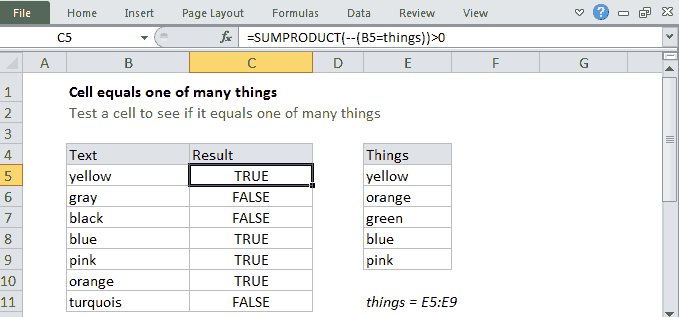 File Home Insert Page Layout Formulas Data Review View
C5 fx =SUMPRODUCT(--(B5=things))>0
A B C D E F G
1 Cell equals one of many things
2 Test a cell to see if it equals one of many things
3
4 Text Result Things
5 yellow TRUE yellow
6 gray FALSE orange
7 black FALSE green
8 blue TRUE blue
9 pink TRUE pink
10 orange TRUE
11 turquois FALSE things = E5:E9